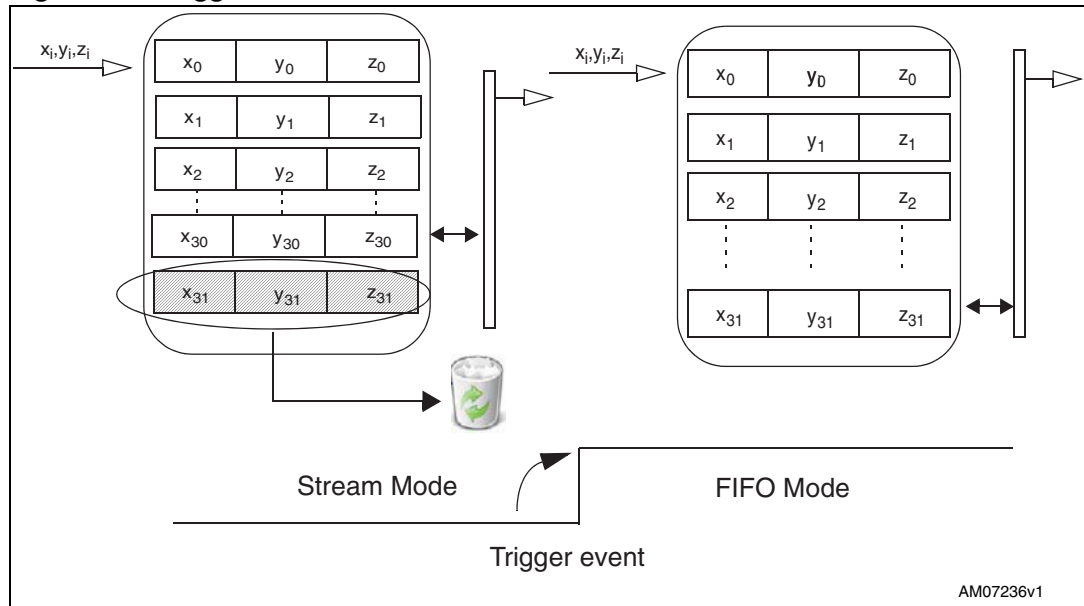 xi,yi,zi
x0 y0 z0
x1 y1 z1
x2 y2 z2
x30 y30 z30
x31 y31 z31
xi,yi,zi
x0 y0 z0
x1 y1 z1
x2 y2 z2
x31 y31 z31
Stream Mode
FIFO Mode
Trigger event
AM07236v1